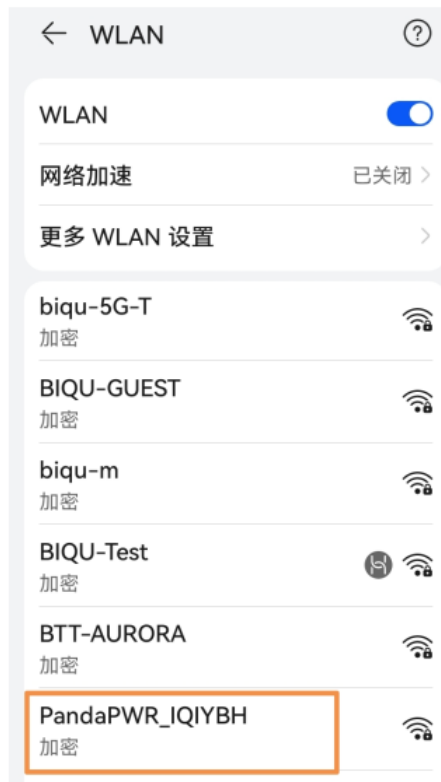 WLAN
WLAN
网络加速 已关闭
更多 WLAN 设置
biqu-5G-T
加密
BIQU-GUEST
加密
biqu-m
加密
BIQU-Test
加密
BTT-AURORA
加密
PandaPWR_IQIYBH
加密